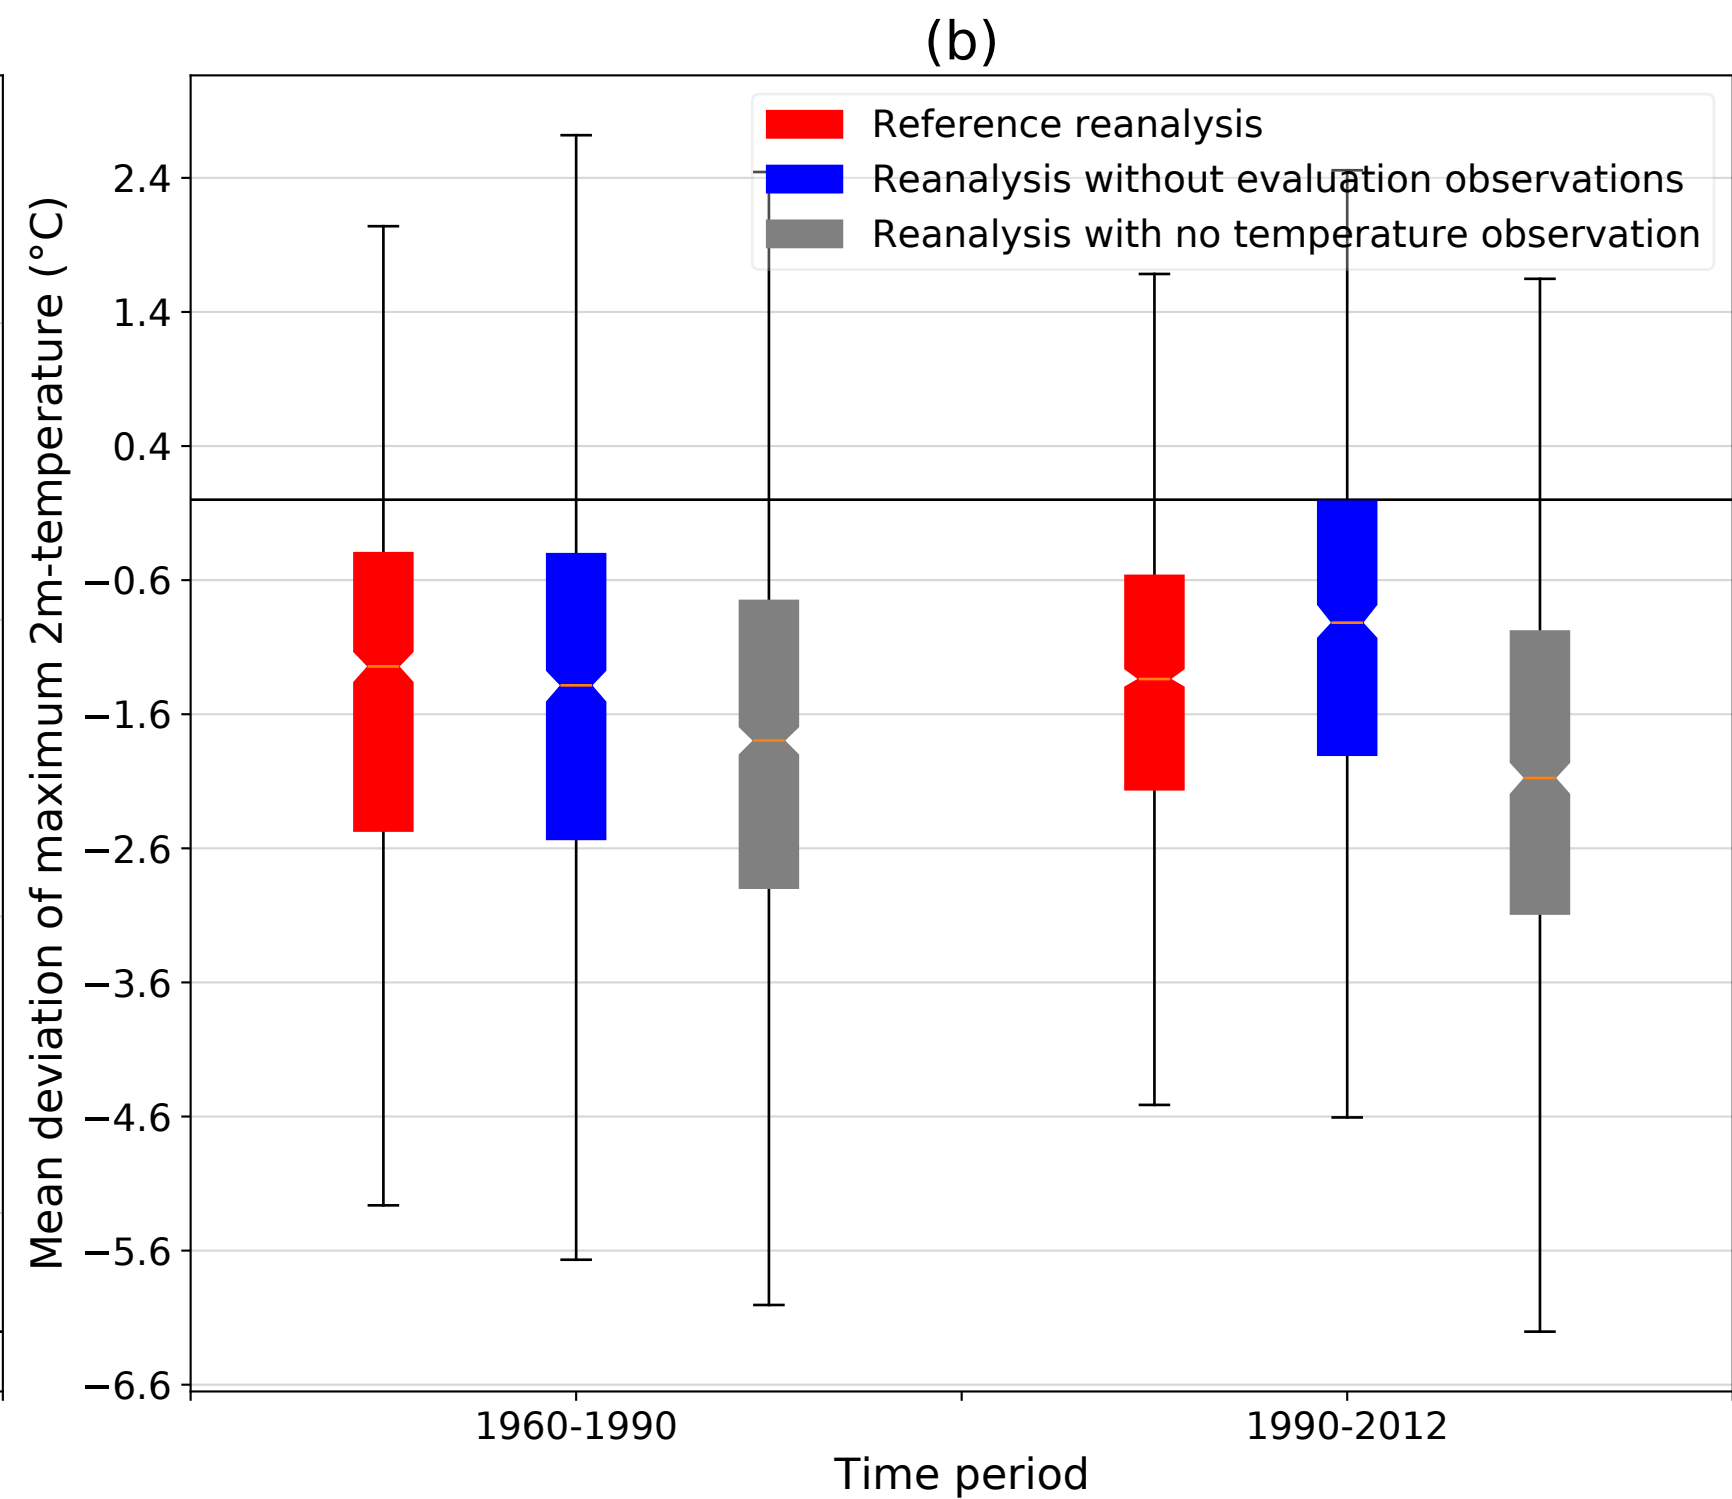 (b)
Mean deviation of maximum 2m-temperature (°C)
2.4
1.4
0.4
−0.6
−1.6
−2.6
−3.6
−4.6
−5.6
−6.6
Reference reanalysis
Reanalysis without evaluation observations
Reanalysis with no temperature observation
1960-1990
1990-2012
Time period